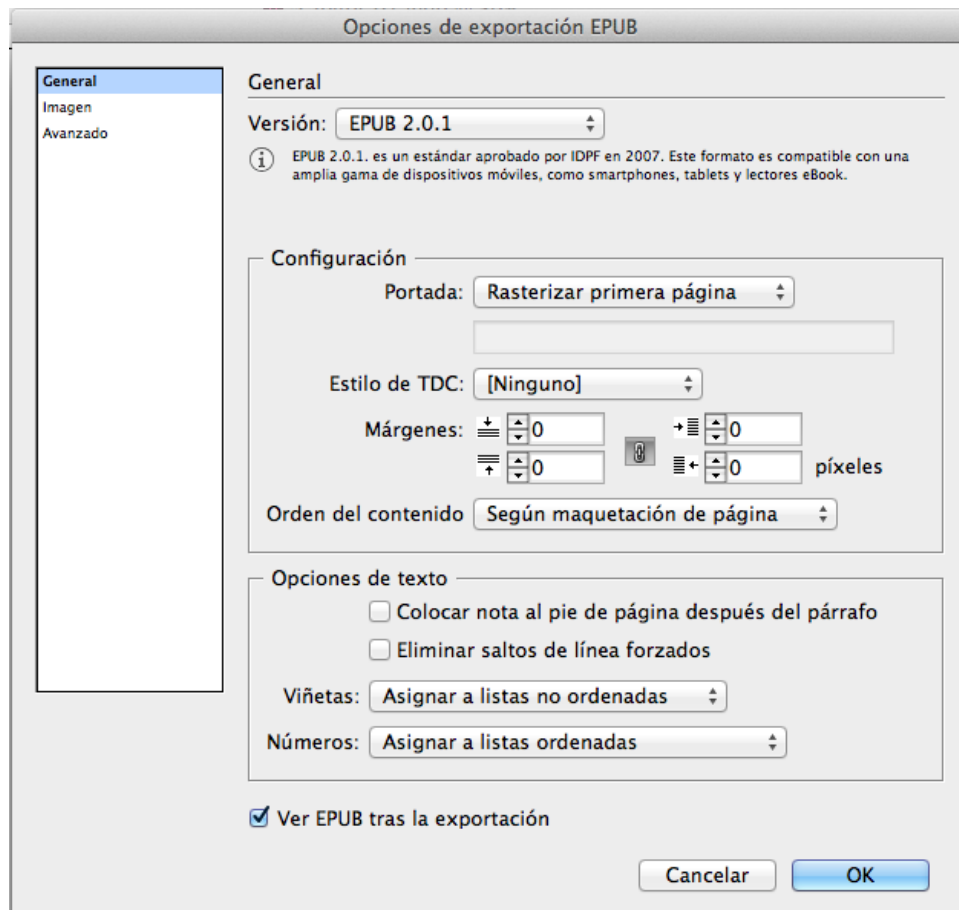 Opciones de exportación EPUB
General
Imagen
Avanzado
General
Versión: EPUB 2.0.1
EPUB 2.0.1. es un estándar aprobado por IDPF en 2007. Este formato es compatible con una
amplia gama de dispositivos móviles, como smartphones, tablets y lectores eBook.
Configuración
Portada: Rasterizar primera página
Estilo de TDC: [Ninguno]
Márgenes: 0 0
0 0 píxeles
Orden del contenido Según maquetación de página
Opciones de texto
Colocar nota al pie de página después del párrafo
Eliminar saltos de línea forzados
Viñetas: Asignar a listas no ordenadas
Números: Asignar a listas ordenadas
Ver EPUB tras la exportación
Cancelar OK